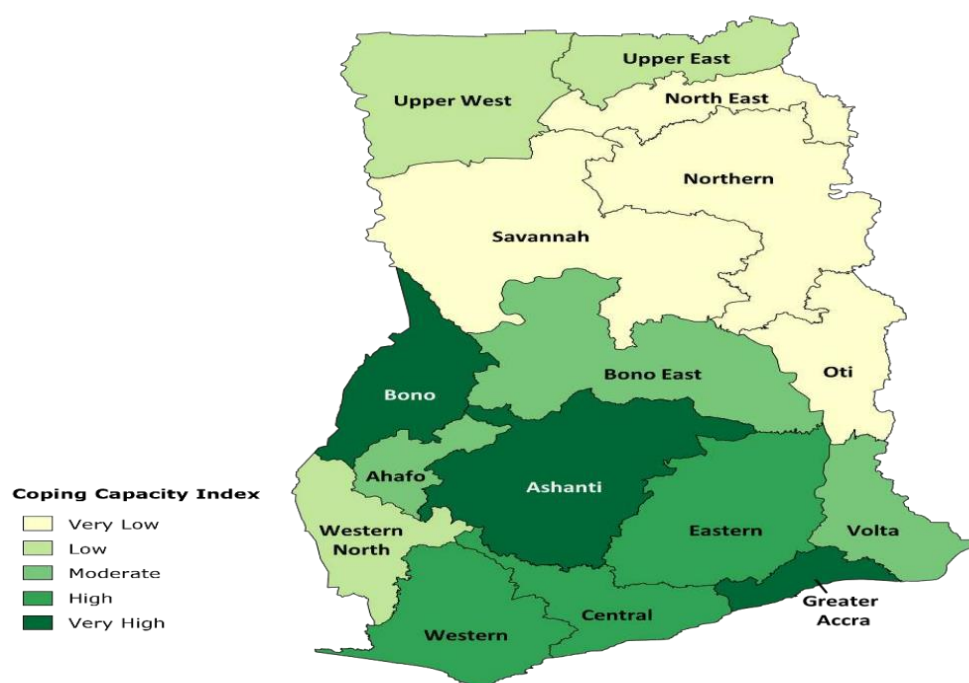 Upper East
Upper West
North East
Northern
Savannah
Oti
Bono East
Bono
Ahafo
Ashanti
Western
North
Eastern
Volta
Greater
Accra
Central
Western
Coping Capacity Index
Very Low
Low
Moderate
High
Very High